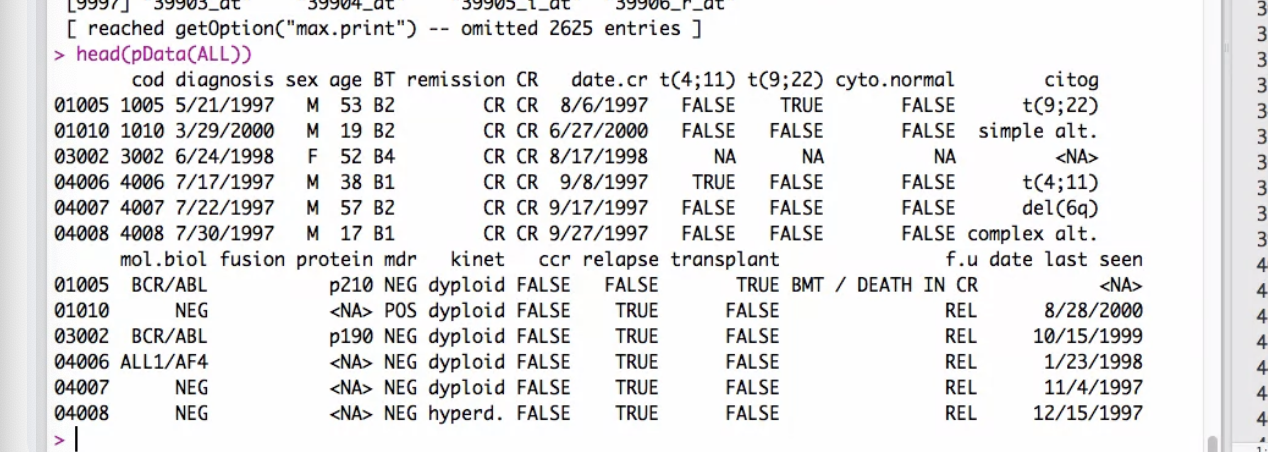 [9997] "39903_at" "39904_at" "39905_i_at" "39906_r_at"
[ reached getOption("max.print") -- omitted 2625 entries ]
> head(pData(ALL))
cod diagnosis sex age BT remission CR date.cr t(4;11) t(9;22) cyto.normal citog
01005 1005 5/21/1997 M 53 B2 CR CR 8/6/1997 FALSE TRUE FALSE t(9;22)
01010 1010 3/29/2000 M 19 B2 CR CR 6/27/2000 FALSE FALSE FALSE simple alt.
03002 3002 6/24/1998 F 52 B4 CR CR 8/17/1998 NA NA NA <NA>
04006 4006 7/17/1997 M 38 B1 CR CR 9/8/1997 TRUE FALSE FALSE t(4;11)
04007 4007 7/22/1997 M 57 B2 CR CR 9/17/1997 FALSE FALSE FALSE del(6q)
04008 4008 7/30/1997 M 17 B1 CR CR 9/27/1997 FALSE FALSE FALSE complex alt.
mol.biol fusion protein mdr kinet ccr relapse transplant f.u date last seen
01005 BCR/ABL p210 NEG dyploid FALSE FALSE TRUE BMT / DEATH IN CR <NA>
01010 NEG <NA> POS dyploid FALSE TRUE FALSE REL 8/28/2000
03002 BCR/ABL p190 NEG dyploid FALSE TRUE FALSE REL 10/15/1999
04006 ALL1/AF4 <NA> NEG dyploid FALSE TRUE FALSE REL 1/23/1998
04007 NEG <NA> NEG dyploid FALSE TRUE FALSE REL 11/4/1997
04008 NEG <NA> NEG hyperd. FALSE TRUE FALSE REL 12/15/1997
>